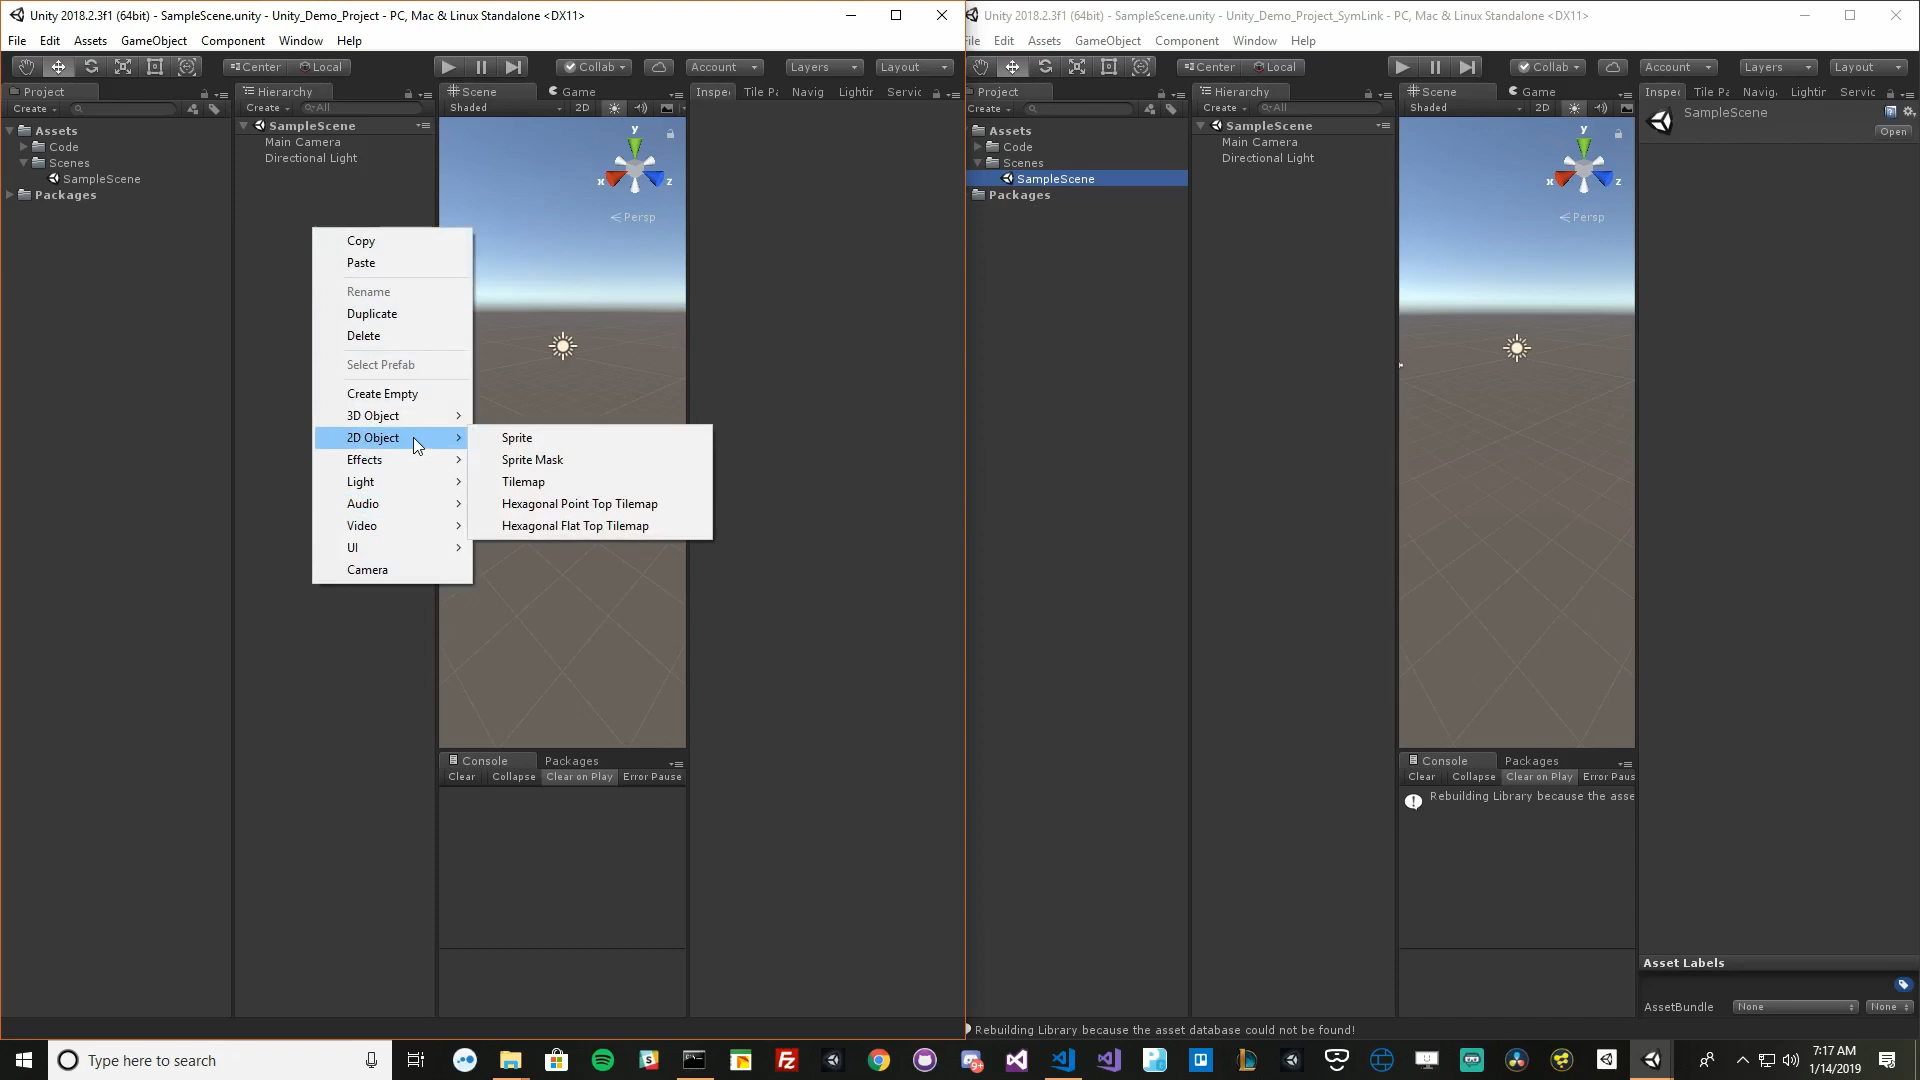 Unity 2018.2.3f1 (64bit) - SampleScene.unity - Unity_Demo_Project - PC, Mac & Linux Standalone <DX11>
File Edit Assets GameObject Component Window Help
Center Local Collab Account Layers Layout
Project
Create
Assets
Code
Scenes
SampleScene
Packages
Hierarchy
Create All
SampleScene
Main Camera
Directional Light
Scene Game
Shaded 2D
y
x z
Persp
Inspe Tile Pa Navig Lightir Servic
Copy
Paste
Rename
Duplicate
Delete
Select Prefab
Create Empty
3D Object
2D Object
Effects
Light
Audio
Video
UI
Camera
Sprite
Sprite Mask
Tilemap
Hexagonal Point Top Tilemap
Hexagonal Flat Top Tilemap
Console Packages
Clear Collapse Clear on Play Error Pause
Unity 2018.2.3f1 (64bit) - SampleScene.unity - Unity_Demo_Project_SymLink - PC, Mac & Linux Standalone <DX11>
File Edit Assets GameObject Component Window Help
Center Local Collab Account Layers Layout
Project
Create
Assets
Code
Scenes
SampleScene
Packages
Hierarchy
Create All
SampleScene
Main Camera
Directional Light
Scene Game
Shaded 2D
y
x z
Persp
Console Packages
Clear Collapse Clear on Play Error Paus
Rebuilding Library because the asse
Inspec Tile Pa Navig Lightin Servic
SampleScene
Open
Asset Labels
AssetBundle None None
Rebuilding Library because the asset database could not be found!
Type here to search
7:17 AM
1/14/2019